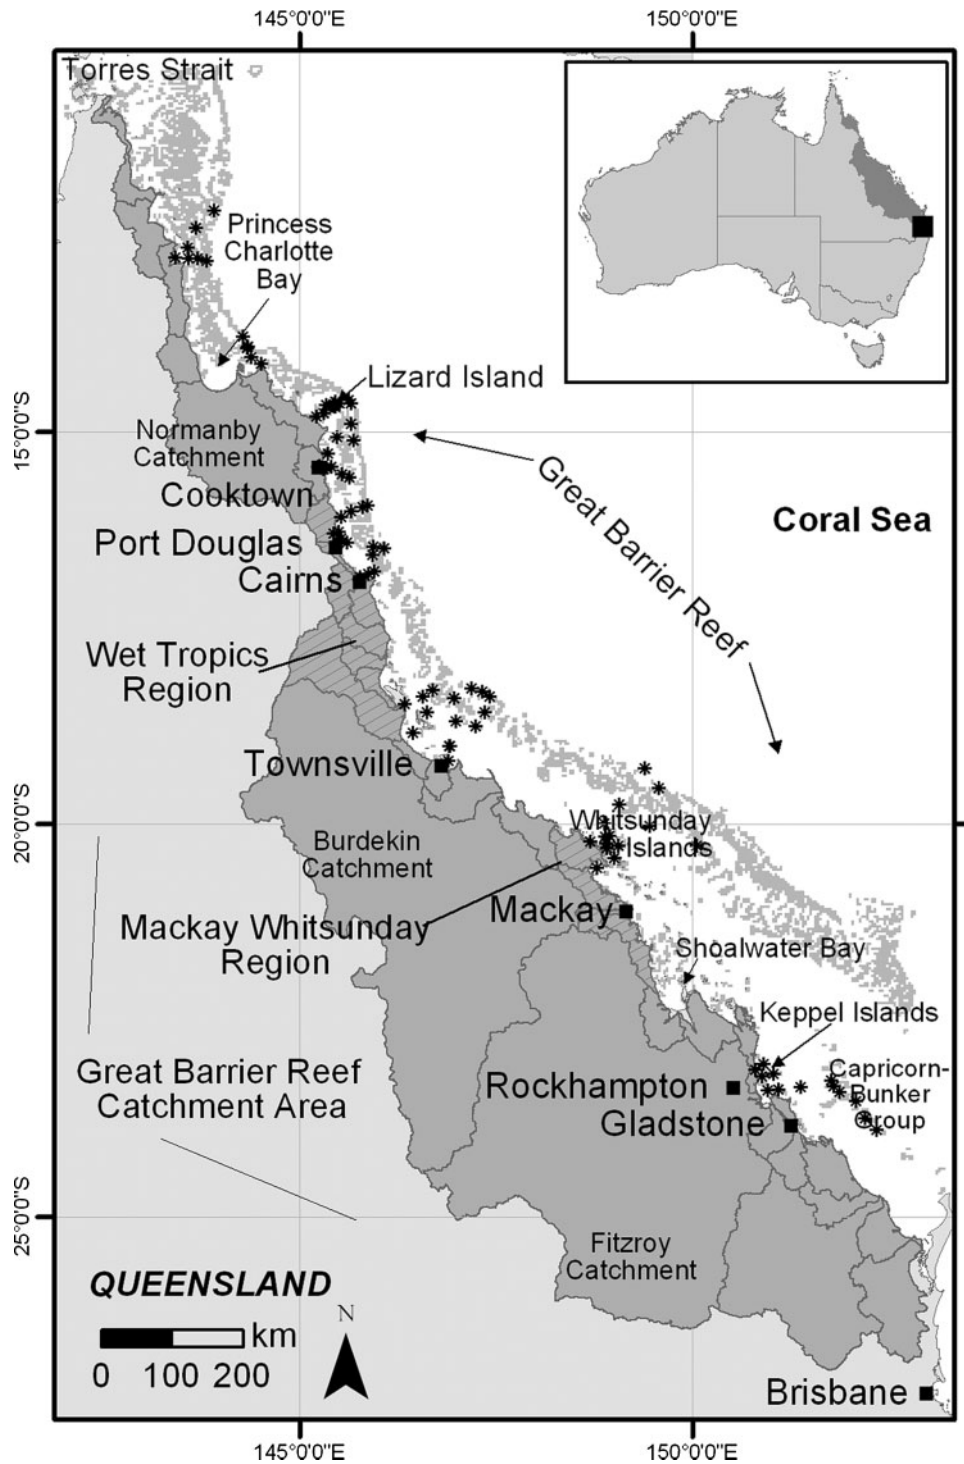 145°0'0"E
150°0'0"E
Torres Strait
Princess
Charlotte
Bay
Lizard Island
15°0'0"S
Normanby
Catchment
Cooktown
Great Barrier Reef
Coral Sea
Port Douglas
Cairns
Wet Tropics
Region
Townsville
20°0'0"S
Whitsunday
Islands
Burdekin
Catchment
Mackay Whitsunday
Region
Mackay
Shoalwater Bay
Keppel Islands
Great Barrier Reef
Catchment Area
Capricorn-
Bunker
Group
Rockhampton
Gladstone
25°0'0"S
Fitzroy
Catchment
QUEENSLAND
km
0 100 200
N
Brisbane
145°0'0"E
150°0'0"E